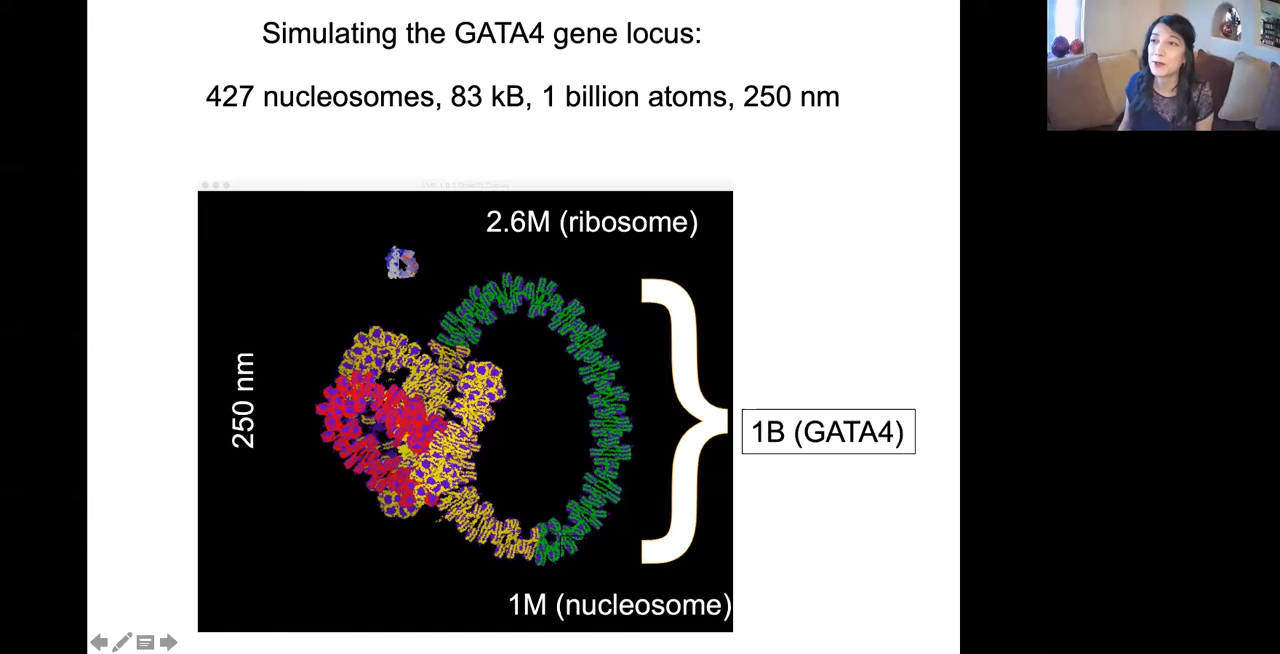 Simulating the GATA4 gene locus:
427 nucleosomes, 83 kB, 1 billion atoms, 250 nm
2.6M (ribosome)
250 nm
1B (GATA4)
1M (nucleosome)